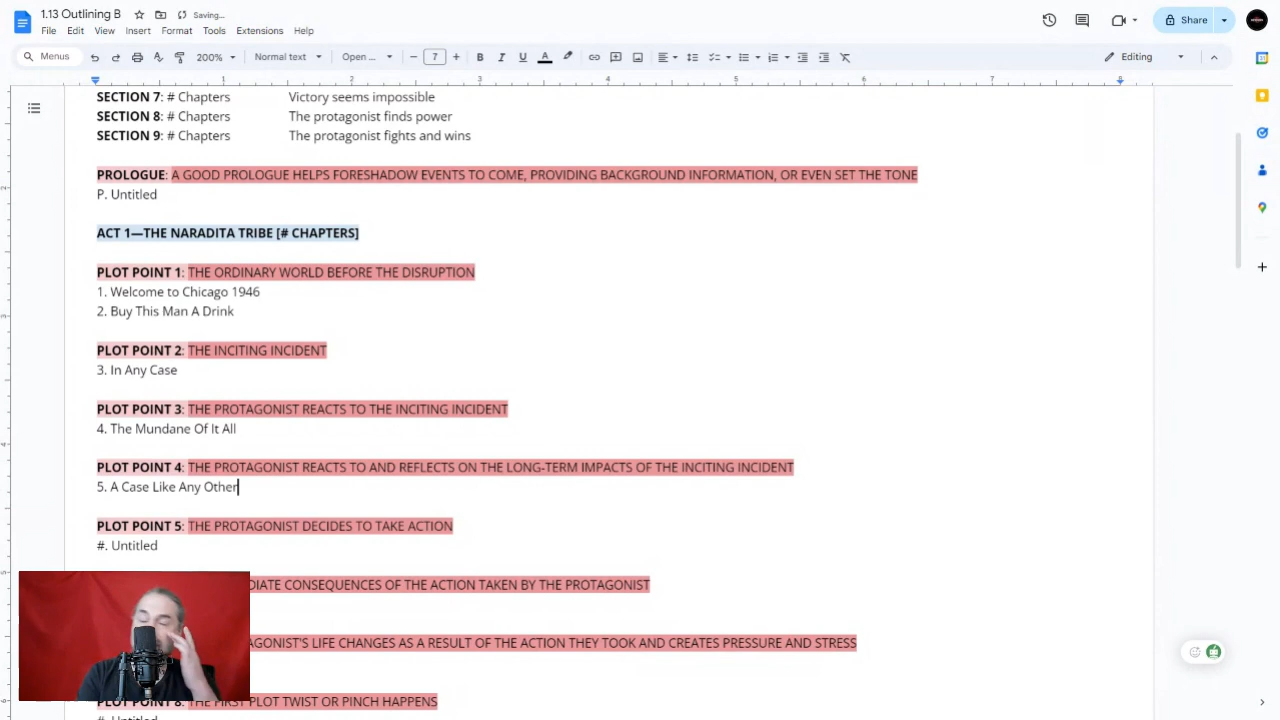 1.13 Outlining B
Saving...
File Edit View Insert Format Tools Extensions Help
Share
Menus
200%
Normal text
Open ...
7
B I U A
Editing
1 2 3 4 5 6 7 8
SECTION 7: # Chapters Victory seems impossible
SECTION 8: # Chapters The protagonist finds power
SECTION 9: # Chapters The protagonist fights and wins
PROLOGUE: A GOOD PROLOGUE HELPS FORESHADOW EVENTS TO COME, PROVIDING BACKGROUND INFORMATION, OR EVEN SET THE TONE
P. Untitled
ACT 1—THE NARADITA TRIBE [# CHAPTERS]
PLOT POINT 1: THE ORDINARY WORLD BEFORE THE DISRUPTION
1. Welcome to Chicago 1946
2. Buy This Man A Drink
PLOT POINT 2: THE INCITING INCIDENT
3. In Any Case
PLOT POINT 3: THE PROTAGONIST REACTS TO THE INCITING INCIDENT
4. The Mundane Of It All
PLOT POINT 4: THE PROTAGONIST REACTS TO AND REFLECTS ON THE LONG-TERM IMPACTS OF THE INCITING INCIDENT
5. A Case Like Any Other
PLOT POINT 5: THE PROTAGONIST DECIDES TO TAKE ACTION
#. Untitled
DIATE CONSEQUENCES OF THE ACTION TAKEN BY THE PROTAGONIST
AGONIST'S LIFE CHANGES AS A RESULT OF THE ACTION THEY TOOK AND CREATES PRESSURE AND STRESS
PLOT POINT 8: THE FIRST PLOT TWIST OR PINCH HAPPENS
#. Untitled